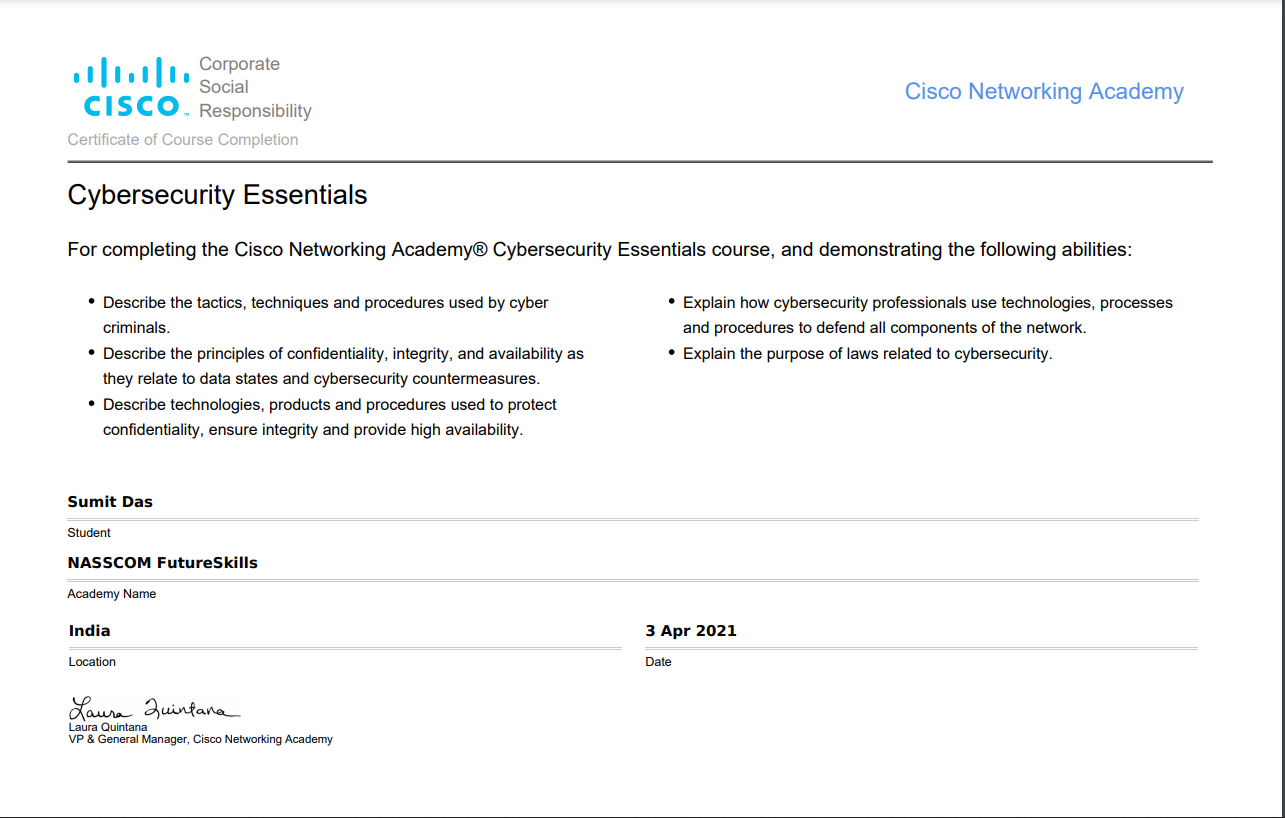 Corporate
Social
CISCO™ Responsibility
Cisco Networking Academy
Certificate of Course Completion
Cybersecurity Essentials
For completing the Cisco Networking Academy® Cybersecurity Essentials course, and demonstrating the following abilities:
• Describe the tactics, techniques and procedures used by cyber
criminals.
• Describe the principles of confidentiality, integrity, and availability as
they relate to data states and cybersecurity countermeasures.
• Describe technologies, products and procedures used to protect
confidentiality, ensure integrity and provide high availability.
• Explain how cybersecurity professionals use technologies, processes
and procedures to defend all components of the network.
• Explain the purpose of laws related to cybersecurity.
Sumit Das
Student
NASSCOM FutureSkills
Academy Name
India
Location
3 Apr 2021
Date
Laura Quintana
Laura Quintana
VP & General Manager, Cisco Networking Academy